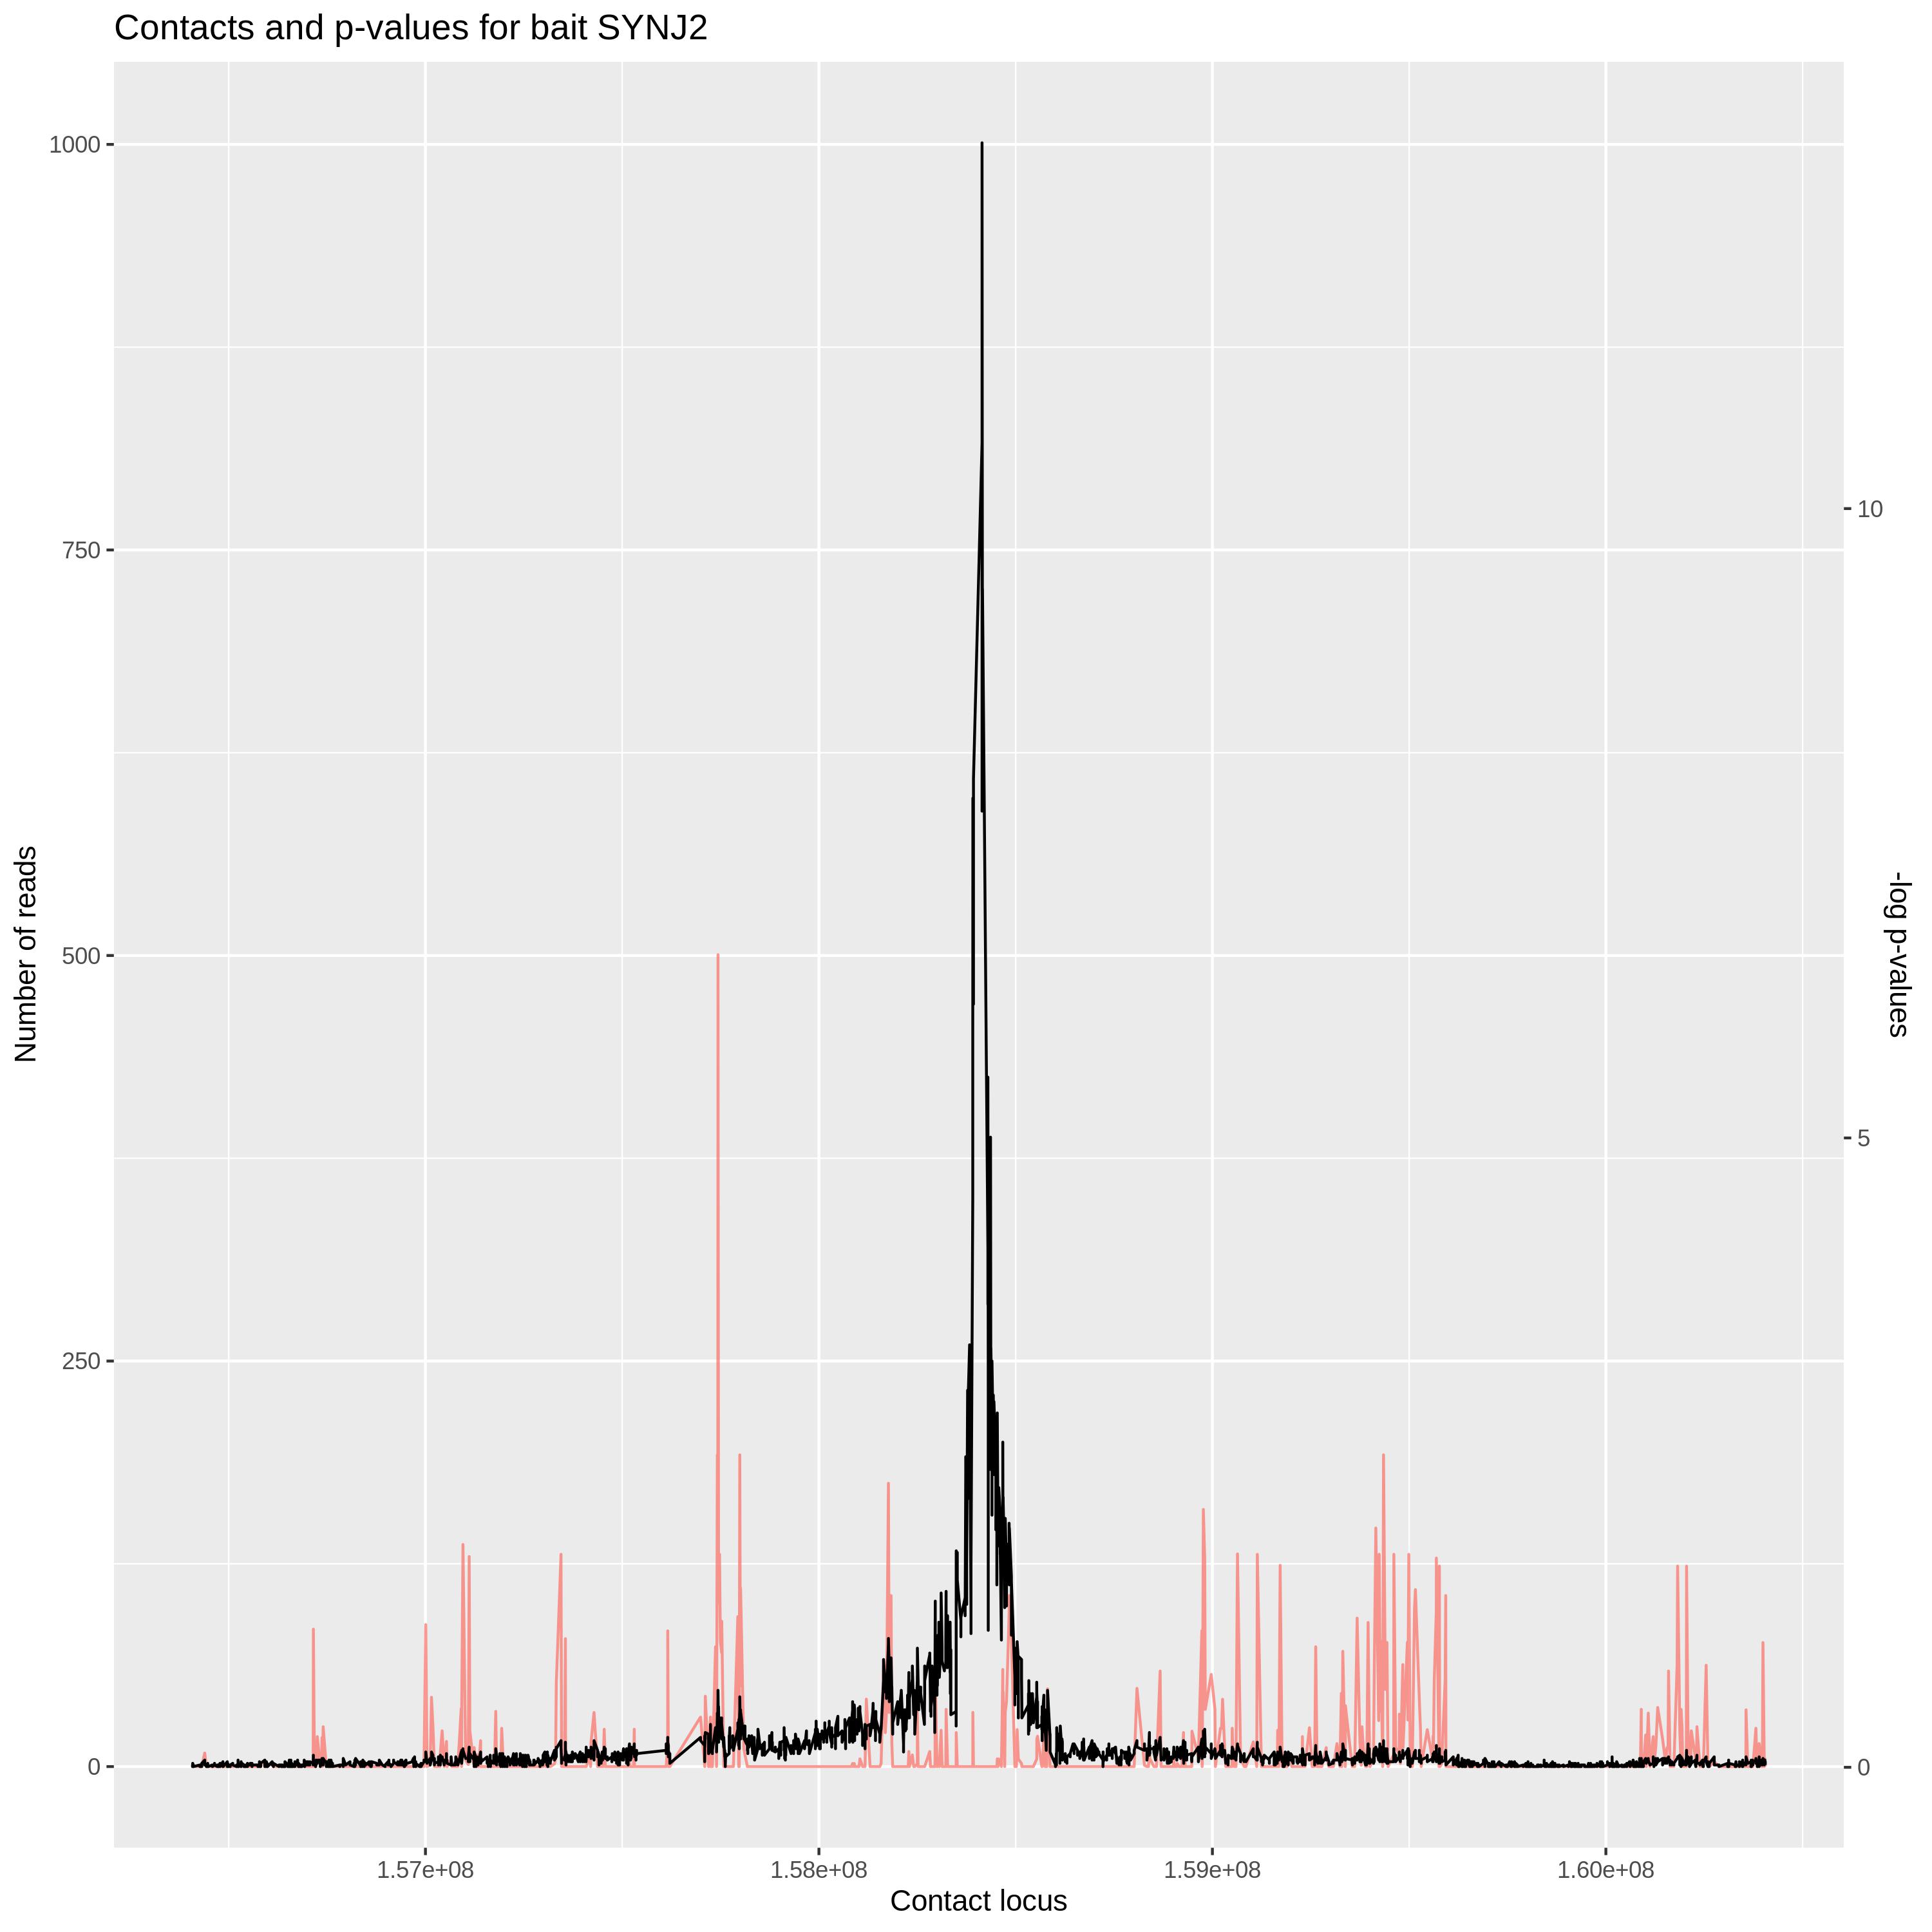 Contacts and p-values for bait SYNJ2
1000
750
500
250
0
Number of reads
10
5
0
-log p-values
1.57e+08
1.58e+08
1.59e+08
1.60e+08
Contact locus